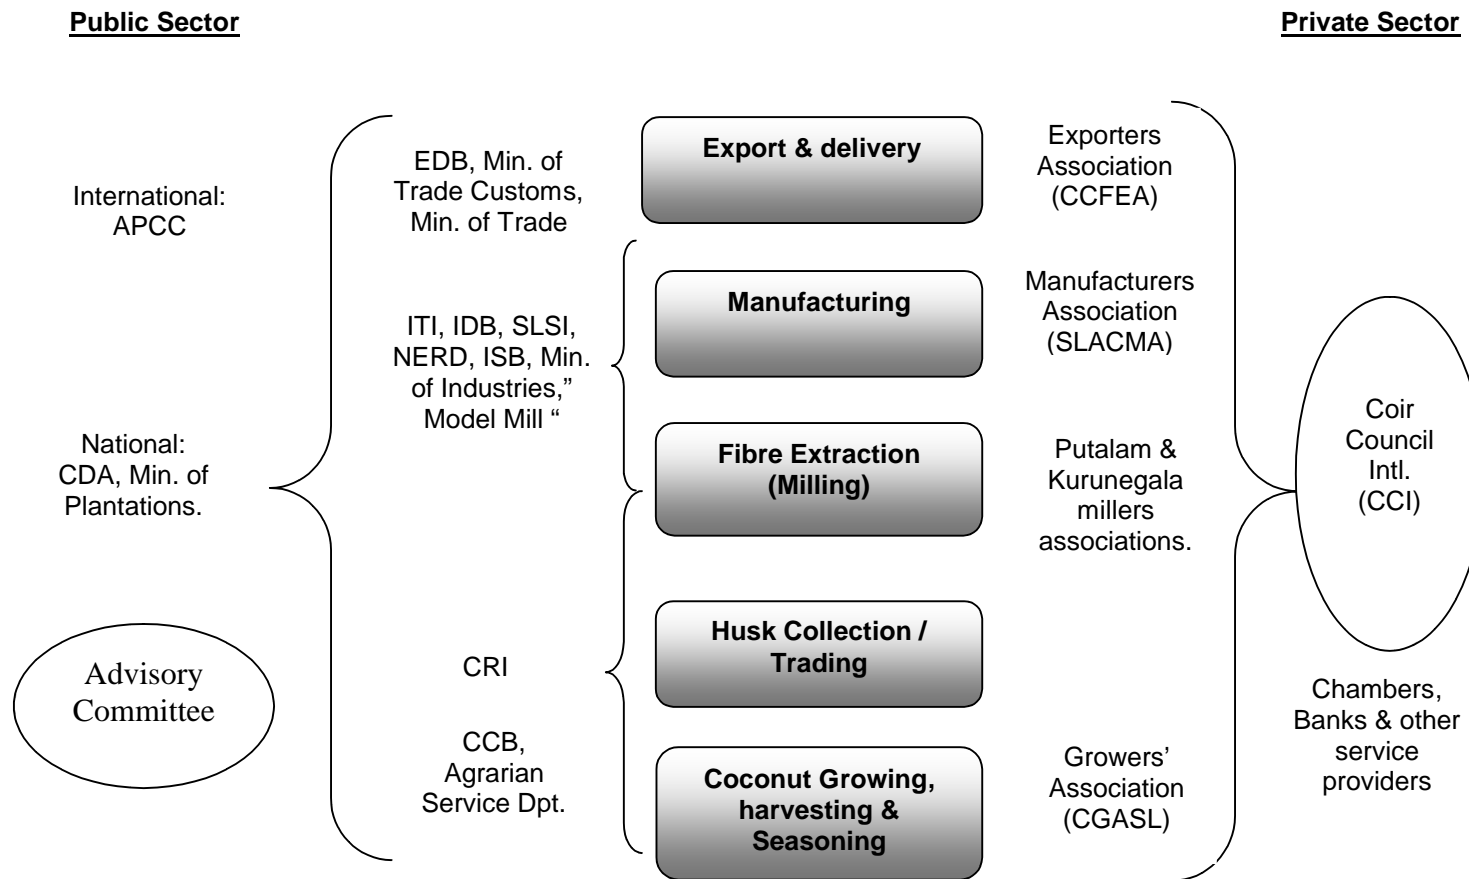 Public Sector
Private Sector
International:
APCC
National:
CDA, Min. of
Plantations.
Advisory
Committee
EDB, Min. of
Trade Customs,
Min. of Trade
ITI, IDB, SLSI,
NERD, ISB, Min.
of Industries,”
Model Mill “
CRI
CCB,
Agrarian
Service Dpt.
Export & delivery
Manufacturing
Fibre Extraction
(Milling)
Husk Collection /
Trading
Coconut Growing,
harvesting &
Seasoning
Exporters
Association
(CCFEA)
Manufacturers
Association
(SLACMA)
Putalam &
Kurunegala
millers
associations.
Growers’
Association
(CGASL)
Coir
Council
Intl.
(CCI)
Chambers,
Banks & other
service
providers